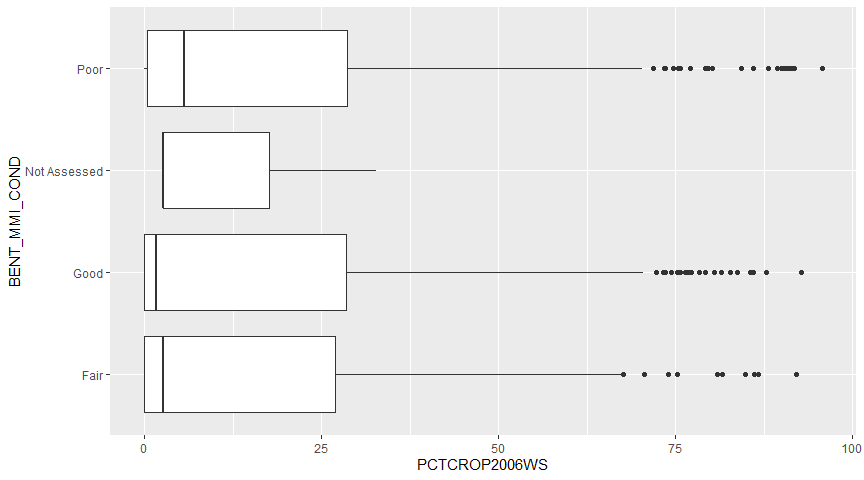 BENT_MMI_COND
Poor
Not Assessed
Good
Fair
0 25 50 75 100
PCTCROP2006WS